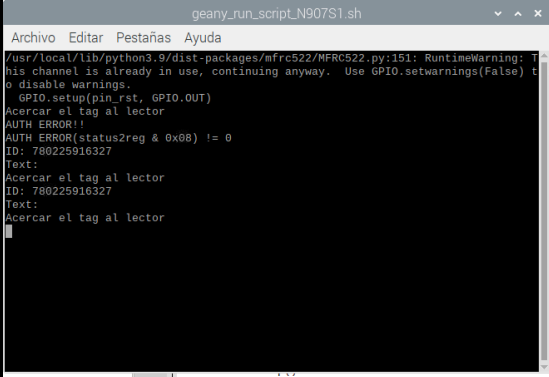 geany_run_script_N907S1.sh
Archivo Editar Pestañas Ayuda
/usr/local/lib/python3.9/dist-packages/mfrc522/MFRC522.py:151: RuntimeWarning: T
his channel is already in use, continuing anyway.  Use GPIO.setwarnings(False) t
o disable warnings.
  GPIO.setup(pin_rst, GPIO.OUT)
Acercar el tag al lector
AUTH ERROR!!
AUTH ERROR(status2reg & 0x08) != 0
ID: 780225916327
Text:
Acercar el tag al lector
ID: 780225916327
Text:
Acercar el tag al lector